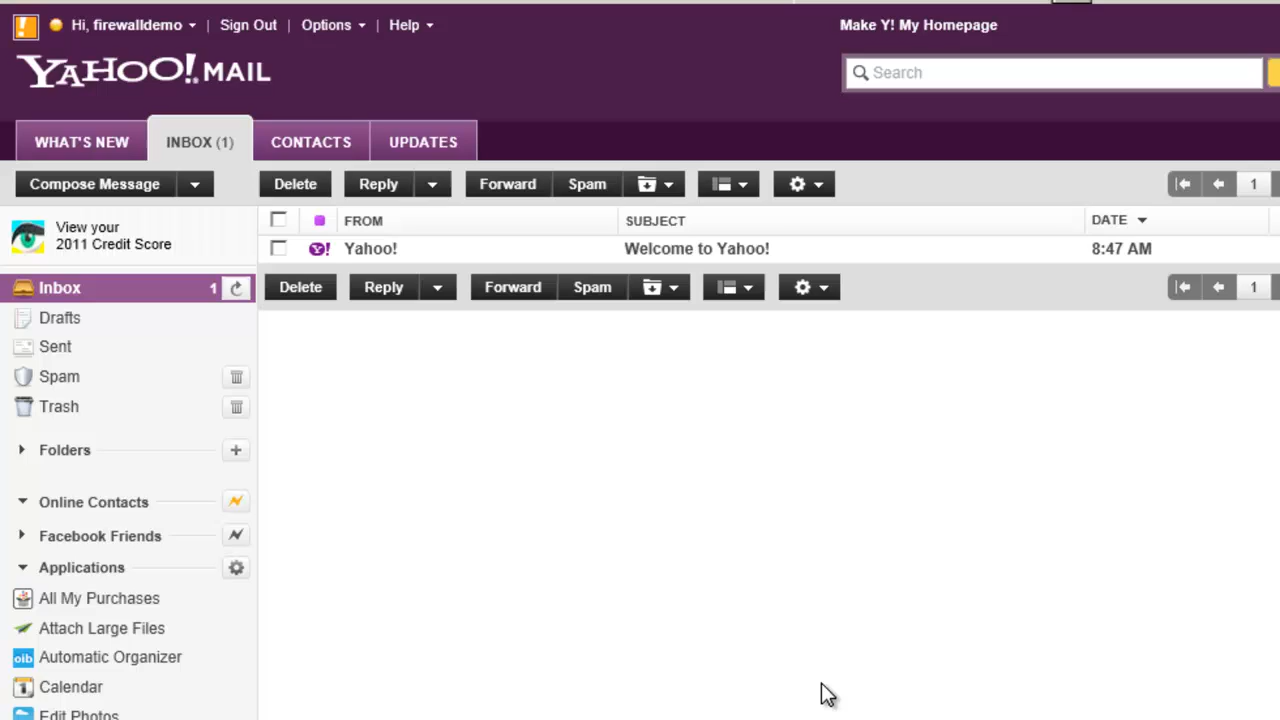 Hi, firewalldemo | Sign Out | Options | Help
Make Y! My Homepage
YAHOO! MAIL
Search
WHAT'S NEW
INBOX (1)
CONTACTS
UPDATES
Compose Message
Delete
Reply
Forward
Spam
1
View your
2011 Credit Score
FROM
SUBJECT
DATE
Y! Yahoo!
Welcome to Yahoo!
8:47 AM
Inbox 1
Delete
Reply
Forward
Spam
1
Drafts
Sent
Spam
Trash
Folders
Online Contacts
Facebook Friends
Applications
All My Purchases
Attach Large Files
oib Automatic Organizer
1 Calendar
Edit Photos